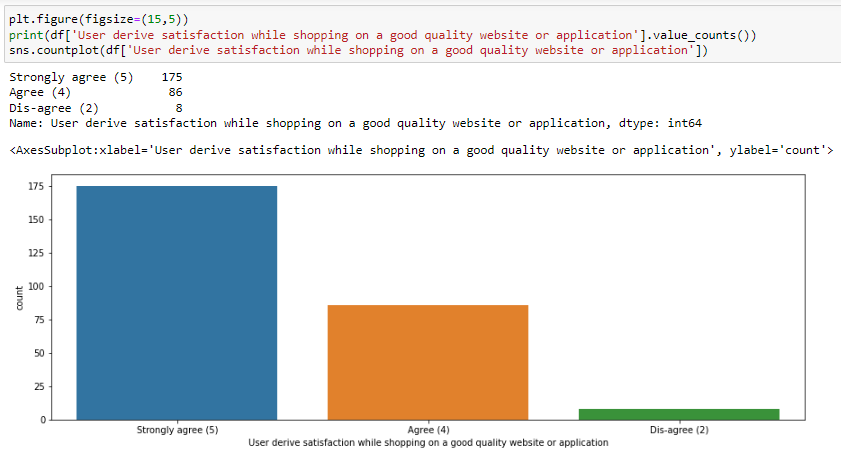 plt.figure(figsize=(15,5))
print(df['User derive satisfaction while shopping on a good quality website or application'].value_counts())
sns.countplot(df['User derive satisfaction while shopping on a good quality website or application'])
Strongly agree (5)    175
Agree (4)              86
Dis-agree (2)           8
Name: User derive satisfaction while shopping on a good quality website or application, dtype: int64
<AxesSubplot:xlabel='User derive satisfaction while shopping on a good quality website or application', ylabel='count'>
175
150
125
100
75
50
25
0
count
Strongly agree (5)
Agree (4)
Dis-agree (2)
User derive satisfaction while shopping on a good quality website or application